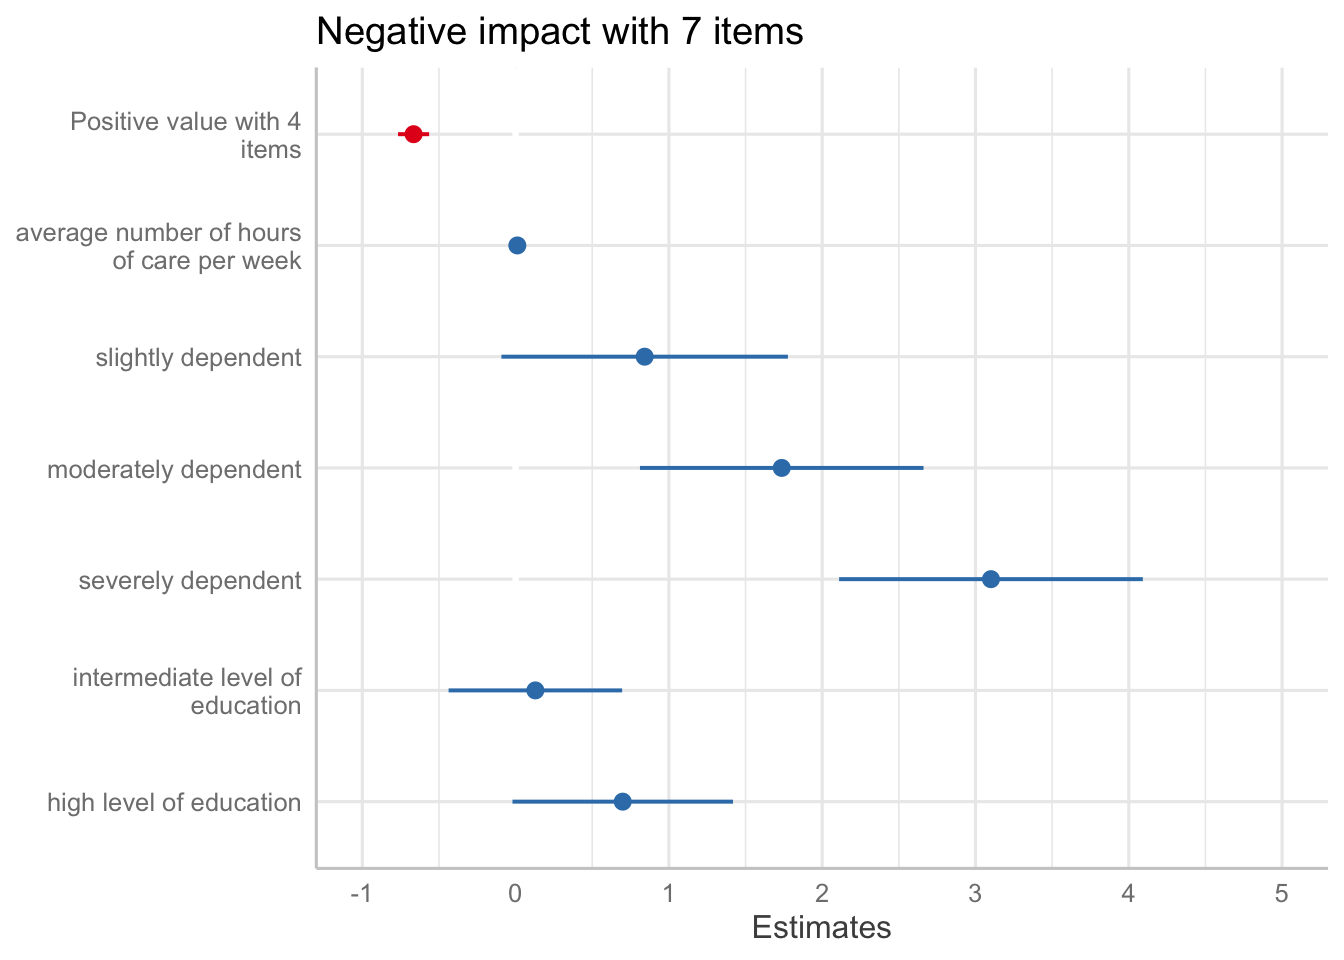 Negative impact with 7 items
Positive value with 4
items
average number of hours
of care per week
slightly dependent
moderately dependent
severely dependent
intermediate level of
education
high level of education
-1 0 1 2 3 4 5
Estimates